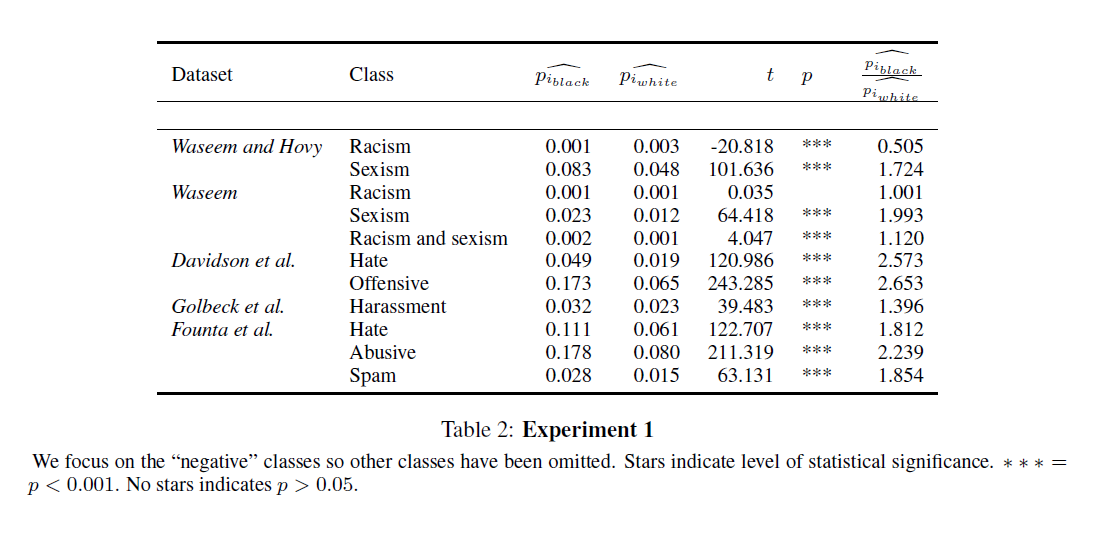 Dataset Class p_{i_{black}} p_{i_{white}} t p p_{i_{black}} / p_{i_{white}}
Waseem and Hovy Racism 0.001 0.003 -20.818 *** 0.505
Sexism 0.083 0.048 101.636 *** 1.724
Waseem Racism 0.001 0.001 0.035 1.001
Sexism 0.023 0.012 64.418 *** 1.993
Racism and sexism 0.002 0.001 4.047 *** 1.120
Davidson et al. Hate 0.049 0.019 120.986 *** 2.573
Offensive 0.173 0.065 243.285 *** 2.653
Golbeck et al. Harassment 0.032 0.023 39.483 *** 1.396
Founta et al. Hate 0.111 0.061 122.707 *** 1.812
Abusive 0.178 0.080 211.319 *** 2.239
Spam 0.028 0.015 63.131 *** 1.854
Table 2: Experiment 1
We focus on the “negative” classes so other classes have been omitted. Stars indicate level of statistical significance. * * * =
p < 0.001. No stars indicates p > 0.05.